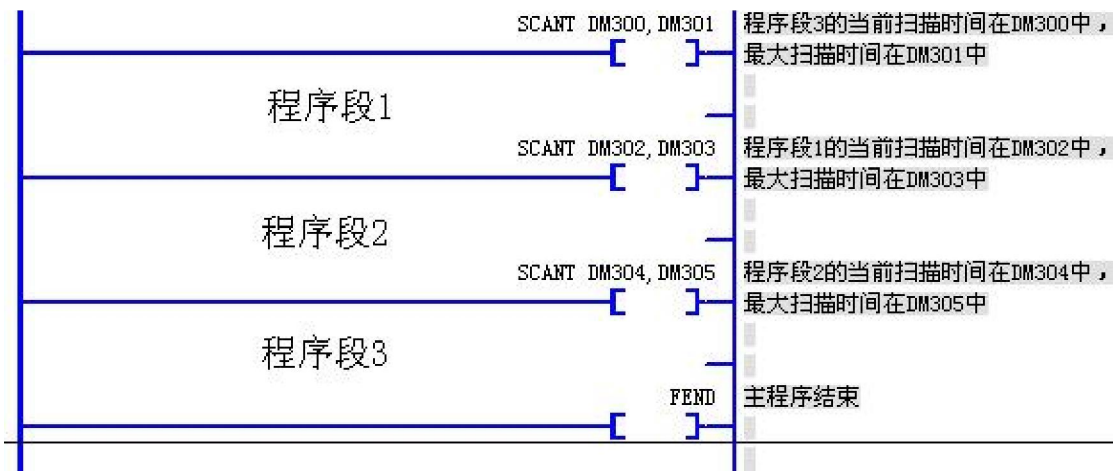 SCANT DM300,DM301
程序段3的当前扫描时间在DM300中，
最大扫描时间在DM301中
程序段1
SCANT DM302,DM303
程序段1的当前扫描时间在DM302中，
最大扫描时间在DM303中
程序段2
SCANT DM304,DM305
程序段2的当前扫描时间在DM304中，
最大扫描时间在DM305中
程序段3
FEND
主程序结束